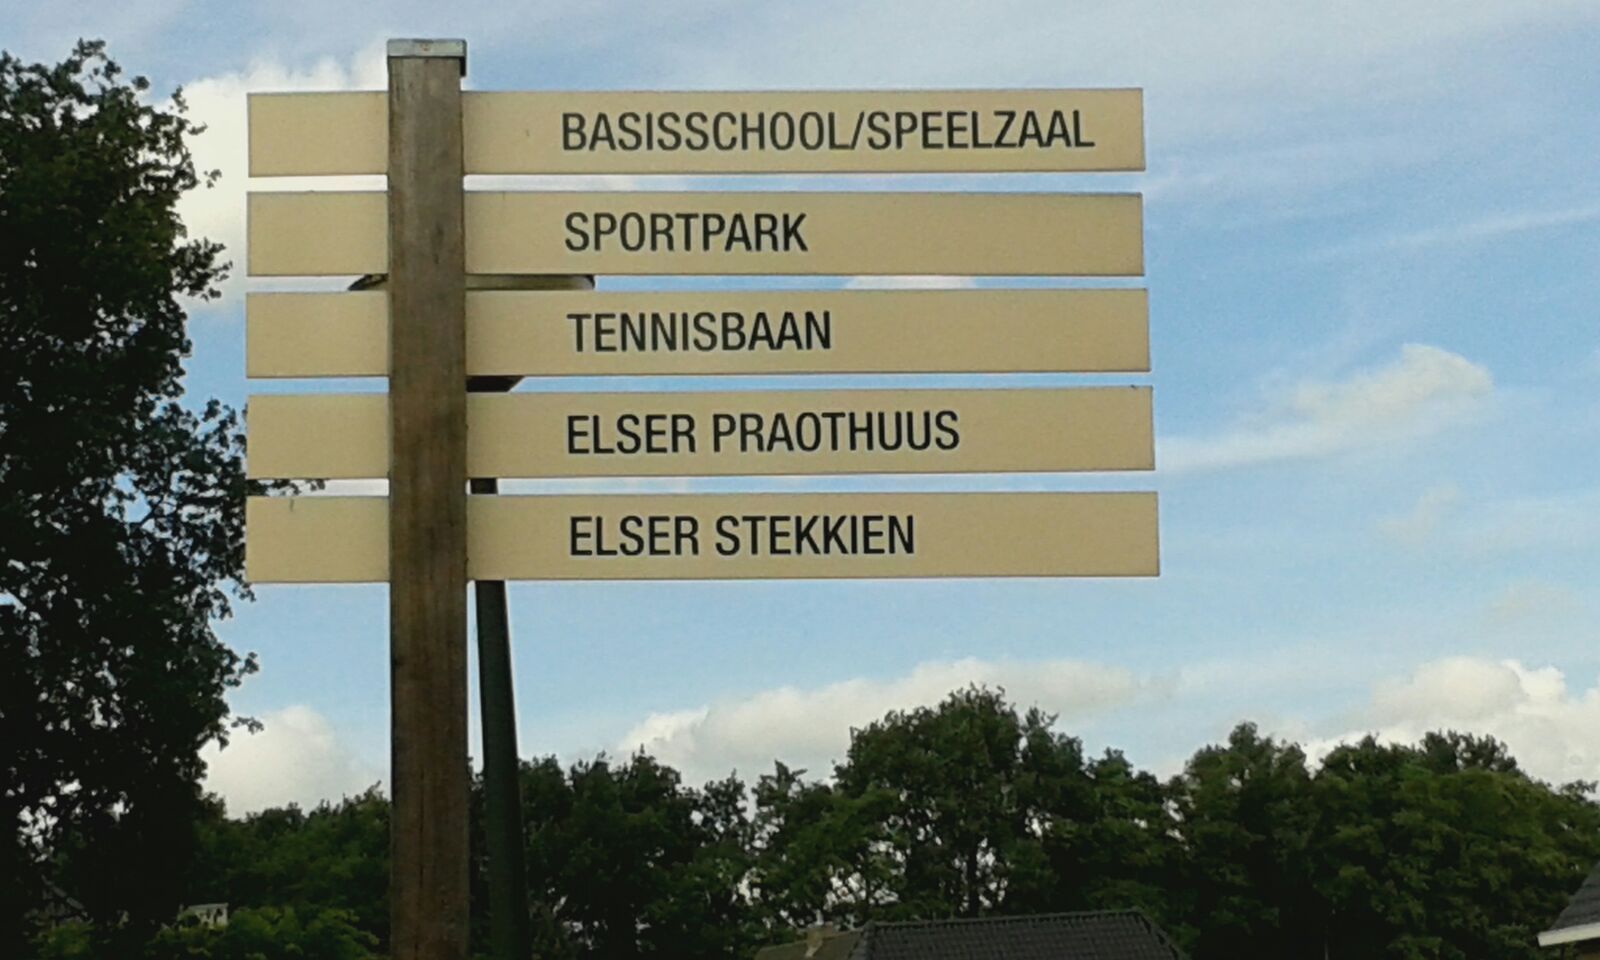 BASISSCHOOL/SPEELZAAL
SPORTPARK
TENNISBAAN
ELSER PRAOTHUUS
ELSER STEKKIEN